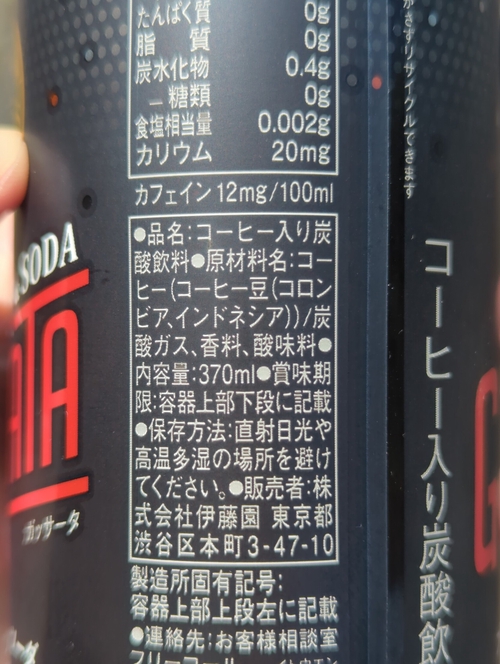 たんぱく質 0g
脂質 0g
炭水化物 0.4g
– 糖類 0g
食塩相当量 0.002g
カリウム 20mg
カフェイン12mg/100ml
●品名:コーヒー入り炭
酸飲料●原材料名:コー
ヒー(コーヒー豆(コロン
ビア、インドネシア))/炭
酸ガス、香料、酸味料●
内容量:370ml●賞味期
限:容器上部下段に記載
●保存方法:直射日光や
高温多湿の場所を避け
てください。●販売者:株
式会社伊藤園 東京都
渋谷区本町3-47-10
製造所固有記号:
容器上部上段左に記載
●連絡先:お客様相談室
SODA
ATA
ガッサータ
リサイクルできます
コーヒー入り炭酸飲